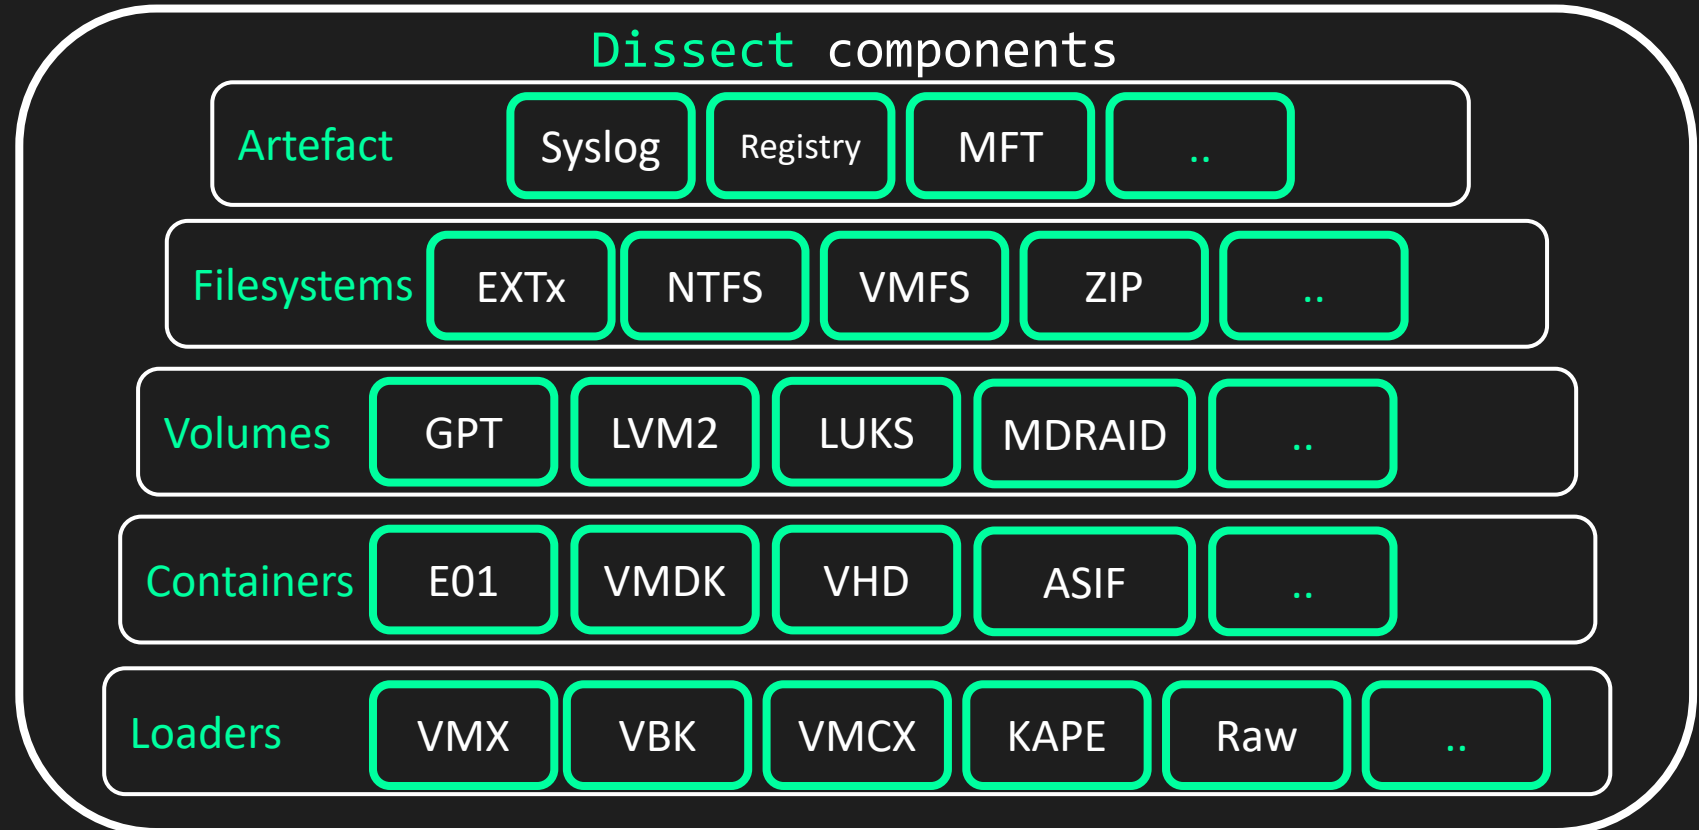 Dissect components
Artefact Syslog Registry MFT ..
Filesystems EXTx NTFS VMFS ZIP ..
Volumes GPT LVM2 LUKS MDRAID ..
Containers E01 VMDK VHD ASIF ..
Loaders VMX VBK VMCX KAPE Raw ..